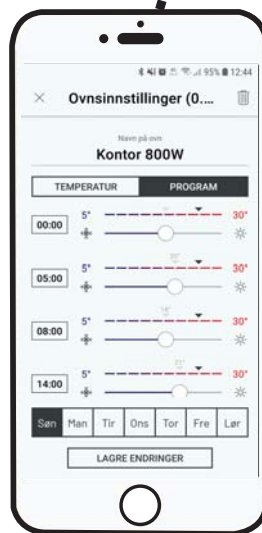 95% 12:44
× Ovnsinnstillinger (0....
Navn på ovn
Kontor 800W
TEMPERATUR PROGRAM
00:00 5° 30°
05:00 5° 30°
08:00 5° 30°
14:00 5° 30°
Søn Man Tir Ons Tor Fre Lør
LAGRE ENDRINGER